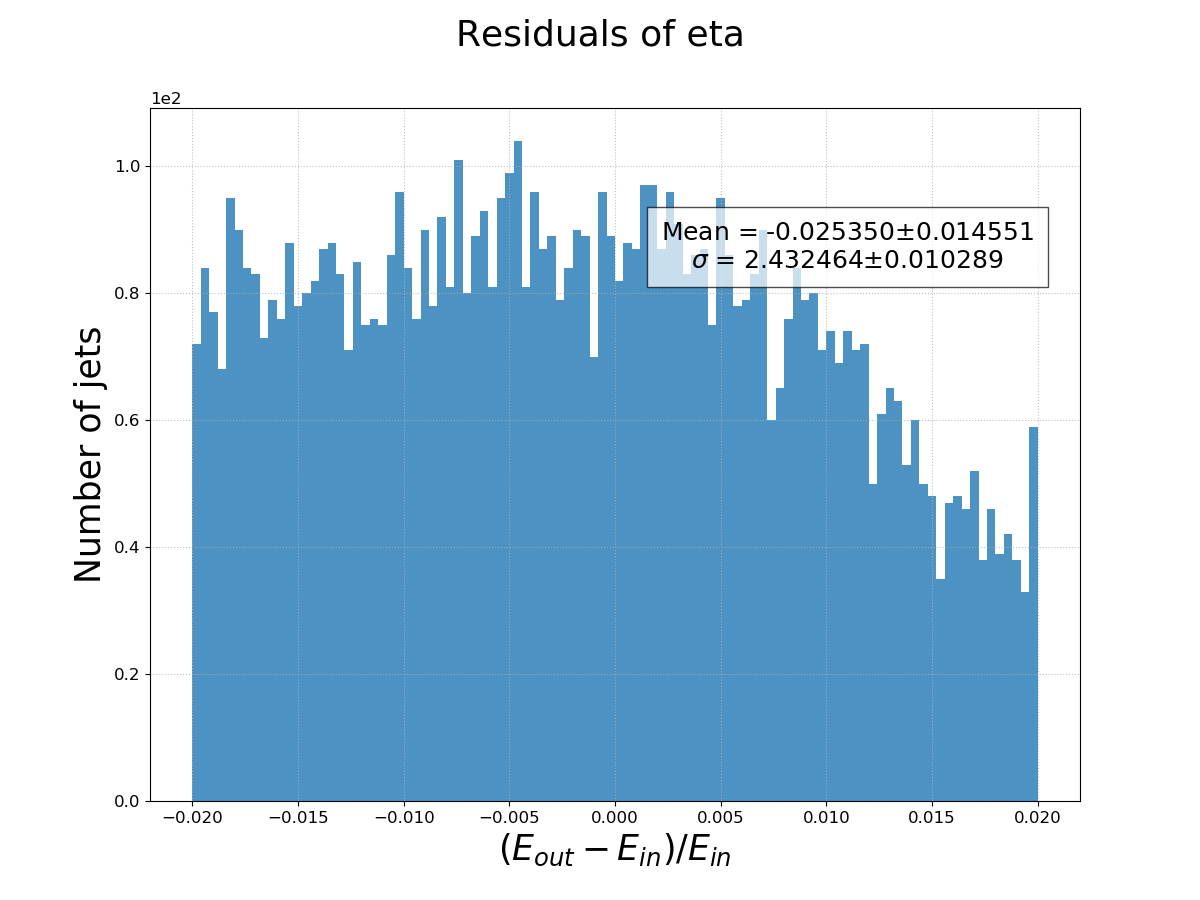 Residuals of eta
1e2
1.0
0.8
0.6
0.4
0.2
0.0
Number of jets
Mean = -0.025350±0.014551
σ = 2.432464±0.010289
−0.020 −0.015 −0.010 −0.005 0.000 0.005 0.010 0.015 0.020
(E_out − E_in)/E_in